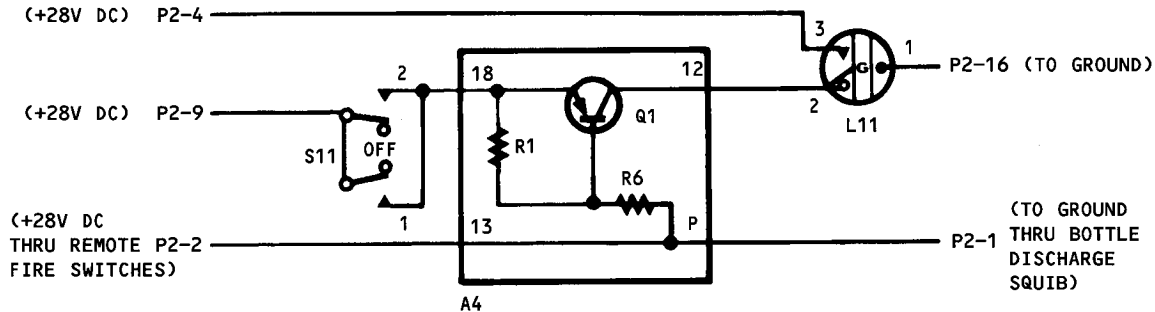 (+28V DC) P2-4
3
1
P2-16 (TO GROUND)
G
2
L11
2
18
12
(+28V DC) P2-9
Q1
S11
OFF
R1
R6
1
13
P
(+28V DC
THRU REMOTE P2-2
FIRE SWITCHES)
P2-1
(TO GROUND
THRU BOTTLE
DISCHARGE
SQUIB)
A4